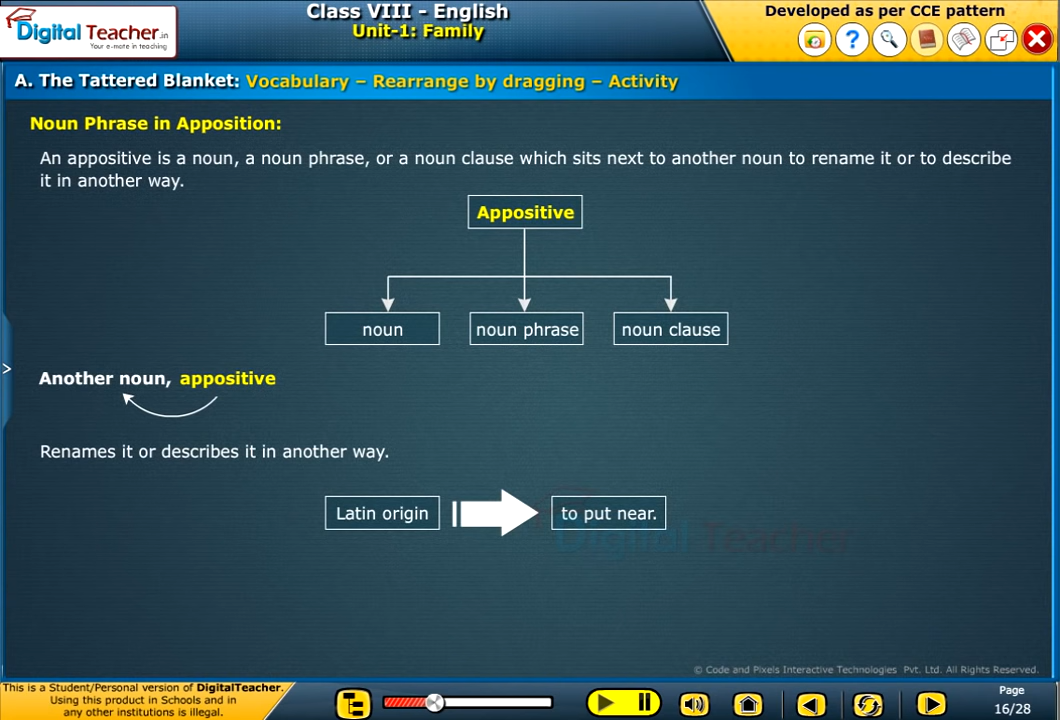 Digital Teacher.in
Your e-mate in teaching
Class VIII - English
Unit-1: Family
Developed as per CCE pattern
A. The Tattered Blanket: Vocabulary – Rearrange by dragging – Activity
Noun Phrase in Apposition:
An appositive is a noun, a noun phrase, or a noun clause which sits next to another noun to rename it or to describe
it in another way.
Appositive
noun
noun phrase
noun clause
Another noun, appositive
Renames it or describes it in another way.
Latin origin
to put near.
Digital Teacher
© Code and Pixels Interactive Technologies Pvt. Ltd. All Rights Reserved.
This is a Student/Personal version of DigitalTeacher.
Using this product in Schools and in
any other institutions is illegal.
Page
16/28